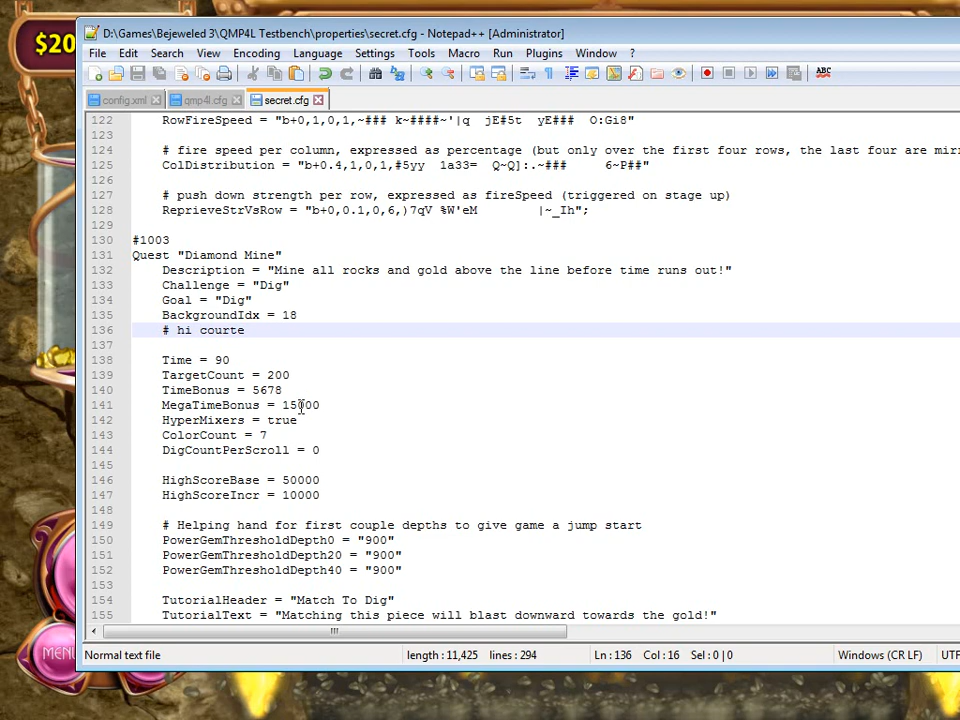 $20
D:\Games\Bejeweled 3\QMP4L Testbench\properties\secret.cfg - Notepad++ [Administrator]
File Edit Search View Encoding Language Settings Tools Macro Run Plugins Window ?
ABC
config.xml qmp4l.cfg secret.cfg
122 RowFireSpeed = "b+0,1,0,1,~### k~####~'|q jE#5t yE### O:Gi8"
123
124 # fire speed per column, expressed as percentage (but only over the first four rows, the last four are mirr
125 ColDistribution = "b+0.4,1,0,1,#5yy 1a33= Q~Q]:.~### 6~P##"
126
127 # push down strength per row, expressed as fireSpeed (triggered on stage up)
128 ReprieveStrVsRow = "b+0,0.1,0,6,)7qV %W'eM |~_Ih";
129
130 #1003
131 Quest "Diamond Mine"
132 Description = "Mine all rocks and gold above the line before time runs out!"
133 Challenge = "Dig"
134 Goal = "Dig"
135 BackgroundIdx = 18
136 # hi courte
137
138 Time = 90
139 TargetCount = 200
140 TimeBonus = 5678
141 MegaTimeBonus = 15000
142 HyperMixers = true
143 ColorCount = 7
144 DigCountPerScroll = 0
145
146 HighScoreBase = 50000
147 HighScoreIncr = 10000
148
149 # Helping hand for first couple depths to give game a jump start
150 PowerGemThresholdDepth0 = "900"
151 PowerGemThresholdDepth20 = "900"
152 PowerGemThresholdDepth40 = "900"
153
154 TutorialHeader = "Match To Dig"
155 TutorialText = "Matching this piece will blast downward towards the gold!"
MENU
Normal text file length : 11,425 lines : 294 Ln : 136 Col : 16 Sel : 0 | 0 Windows (CR LF) UTF